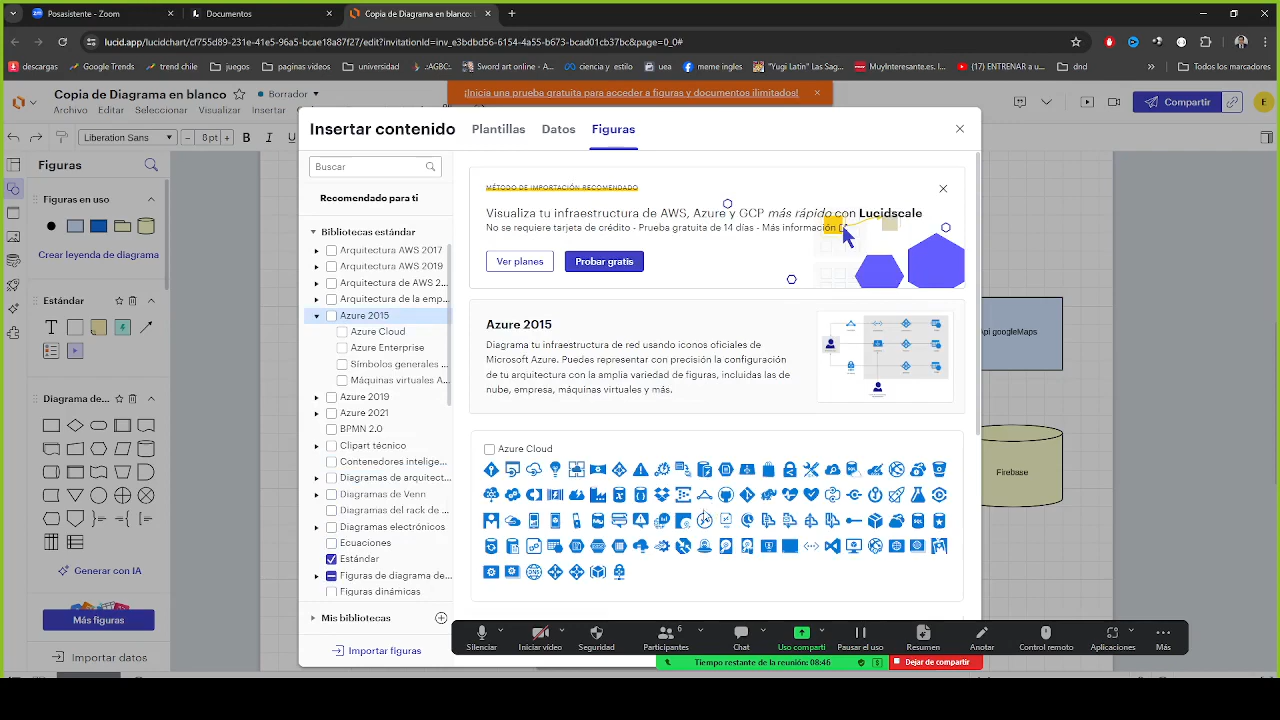 Posasistente - Zoom
Documentos
Copia de Diagrama en blanco:
lucid.app/lucidchart/cf755d89-231e-41e5-96a5-bcae18a87f27/edit?invitationId=inv_e3bdbd56-6154-4a55-b673-bcad01cb37bc&page=0_0#
descargas
Google Trends
trend chile
juegos
paginas videos
universidad
.:AGBC:.
Sword art online - A...
ciencia y estilo
uea
meme ingles
"Yugi Latin" Las Sag...
MuyInteresante.es. I...
(17) ENTRENAR a u...
dnd
Todos los marcadores
Copia de Diagrama en blanco
Borrador
¡Inicia una prueba gratuita para acceder a figuras y documentos ilimitados!
Archivo
Editar
Seleccionar
Visualizar
Insertar
Compartir
E
Liberation Sans
6 pt
B
I
U
Insertar contenido
Plantillas
Datos
Figuras
Figuras
Buscar
Recomendado para ti
Figuras en uso
Crear leyenda de diagrama
Estándar
T
Diagrama de...
Generar con IA
Más figuras
Importar datos
Bibliotecas estándar
Arquitectura AWS 2017
Arquitectura AWS 2019
Arquitectura de AWS 2...
Arquitectura de la emp...
Azure 2015
Azure Cloud
Azure Enterprise
Símbolos generales ...
Máquinas virtuales A...
Azure 2019
Azure 2021
BPMN 2.0
Clipart técnico
Contenedores intelige...
Diagramas de arquitect...
Diagramas de Venn
Diagramas del rack de ...
Diagramas electrónicos
Ecuaciones
Estándar
Figuras de diagrama de...
Figuras dinámicas
Mis bibliotecas
Importar figuras
MÉTODO DE IMPORTACIÓN RECOMENDADO
Visualiza tu infraestructura de AWS, Azure y GCP más rápido con Lucidscale
No se requiere tarjeta de crédito - Prueba gratuita de 14 días - Más información
Ver planes
Probar gratis
Azure 2015
Diagrama tu infraestructura de red usando iconos oficiales de
Microsoft Azure. Puedes representar con precisión la configuración
de tu arquitectura con la amplia variedad de figuras, incluidas las de
nube, empresa, máquinas virtuales y más.
Azure Cloud
Api googleMaps
Firebase
Silenciar
Iniciar vídeo
Seguridad
Participantes
6
Chat
Uso comparti
Pausar el uso
Resumen
Anotar
Control remoto
Aplicaciones
Más
Tiempo restante de la reunión: 08:46
Dejar de compartir